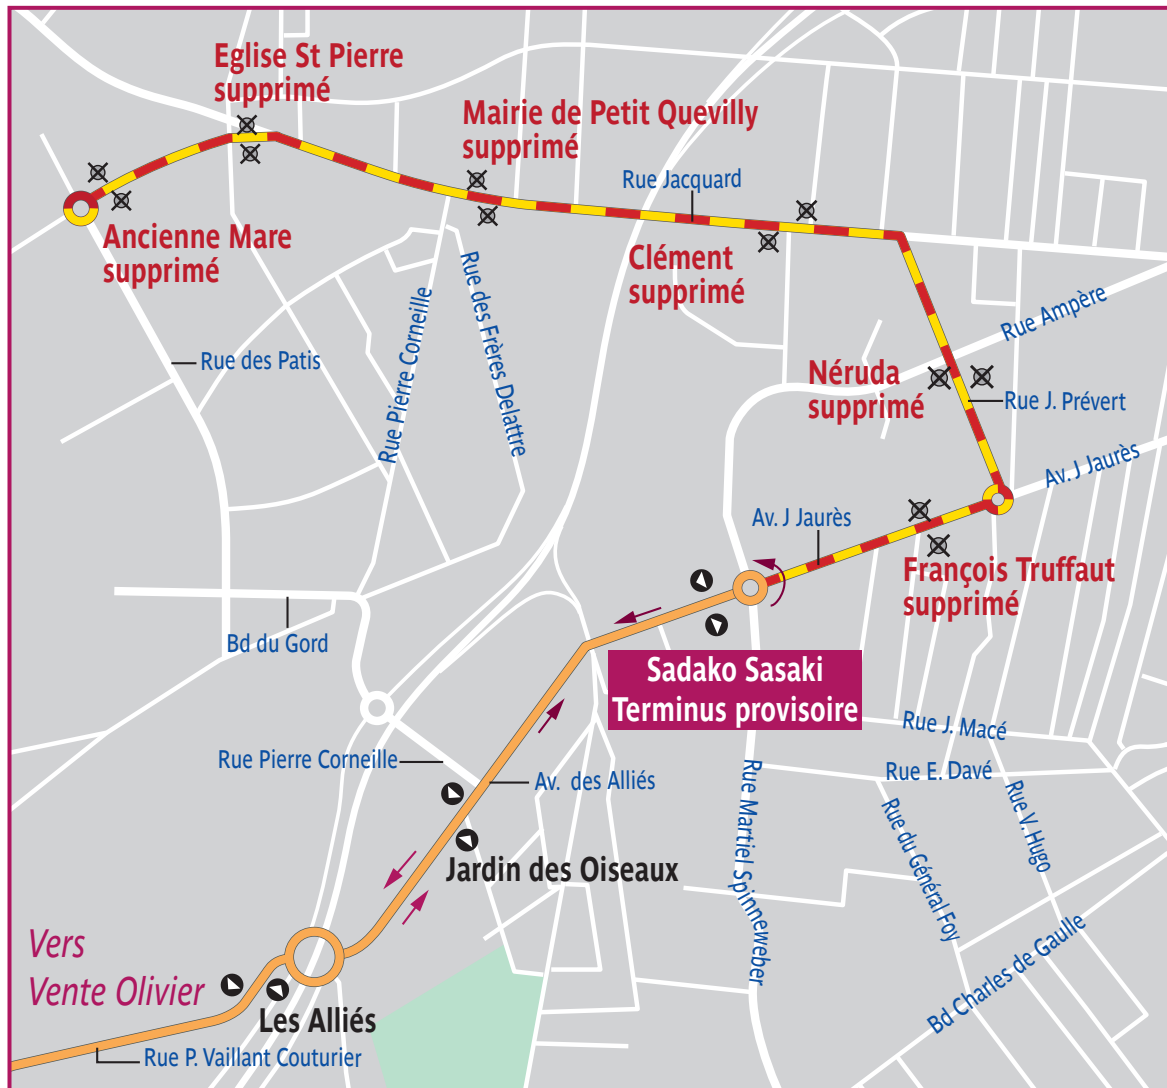 Eglise St Pierre
supprimé
Mairie de Petit Quevilly
supprimé
Rue Jacquard
Ancienne Mare
supprimé
Clément
supprimé
Rue des Frères Delattre
Rue Pierre Corneille
Rue Ampère
Rue des Patis
Néruda
supprimé
Rue J. Prévert
Av. J Jaurès
Av. J Jaurès
François Truffaut
supprimé
Bd du Gord
Sadako Sasaki
Terminus provisoire
Rue J. Macé
Rue Pierre Corneille
Av. des Alliés
Rue E. Davé
Rue Martiel Spinneweber
Rue du Général Foy
Rue V. Hugo
Jardin des Oiseaux
Bd Charles de Gaulle
Vers
Vente Olivier
Les Alliés
Rue P. Vaillant Couturier